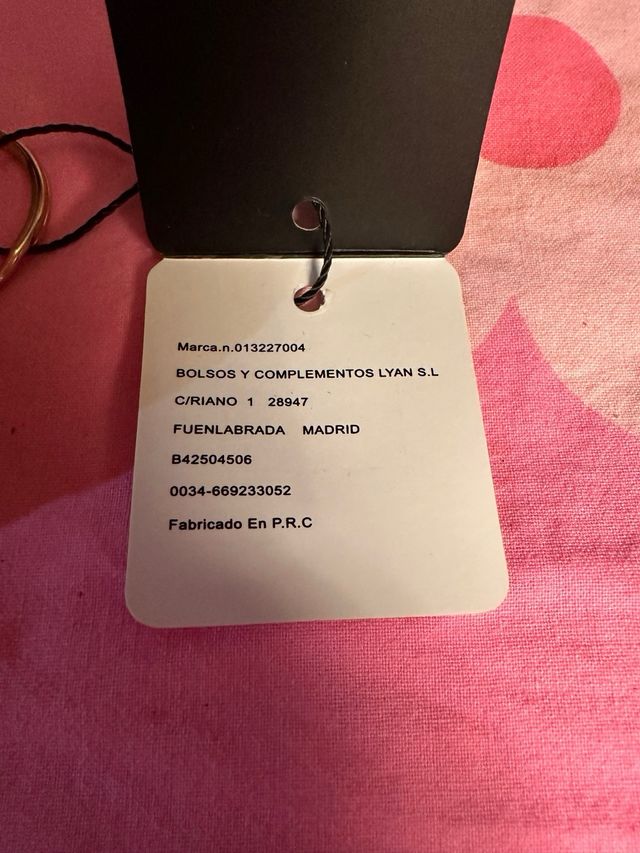 Marca.n.013227004
BOLSOS Y COMPLEMENTOS LYAN S.L
C/RIANO 1 28947
FUENLABRADA MADRID
B42504506
0034-669233052
Fabricado En P.R.C